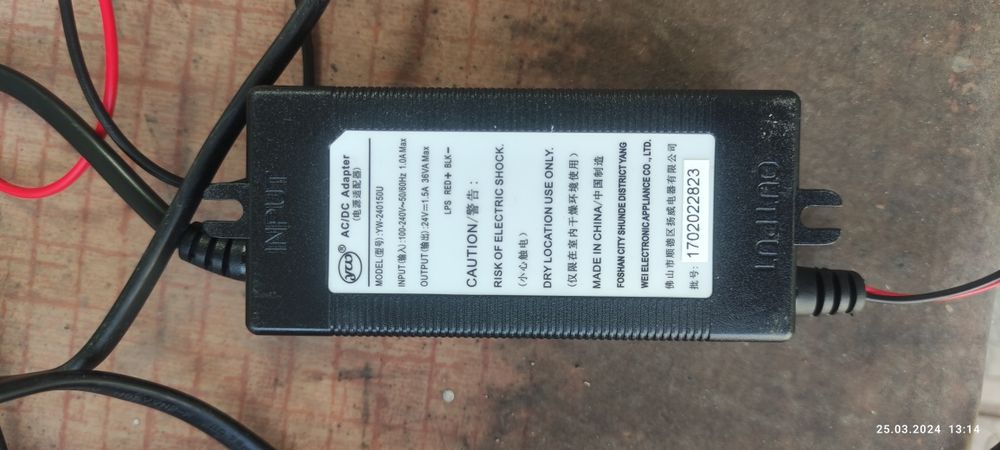 INPUT
AC/DC Adapter
(电源适配器)
MODEL(型号):YW-240150U
INPUT(输入):100-240V~50/60Hz 1.0A Max
OUTPUT(输出):24V⎓1.5A 36VA Max
LPS RED+ BLK-
CAUTION/警告:
RISK OF ELECTRIC SHOCK.
(小心触电)
DRY LOCATION USE ONLY.
(仅限在室内干燥环境使用)
MADE IN CHINA/中国制造
FOSHAN CITY SHUNDE DISTRICT YANG
WEI ELECTRONIC APPLIANCE CO.,LTD.
佛山市顺德区扬威电器有限公司
批号: 1702022823
OUTPUT
25.03.2024 13:14